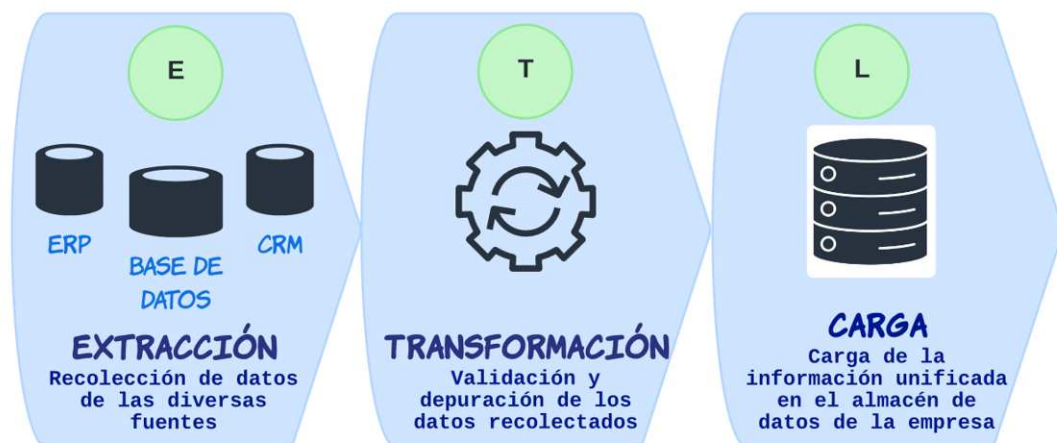 E
ERP
BASE DE
DATOS
CRM
EXTRACCIÓN
Recolección de datos
de las diversas
fuentes
T
TRANSFORMACIÓN
Validación y
depuración de los
datos recolectados
L
CARGA
Carga de la
información unificada
en el almacén de
datos de la empresa